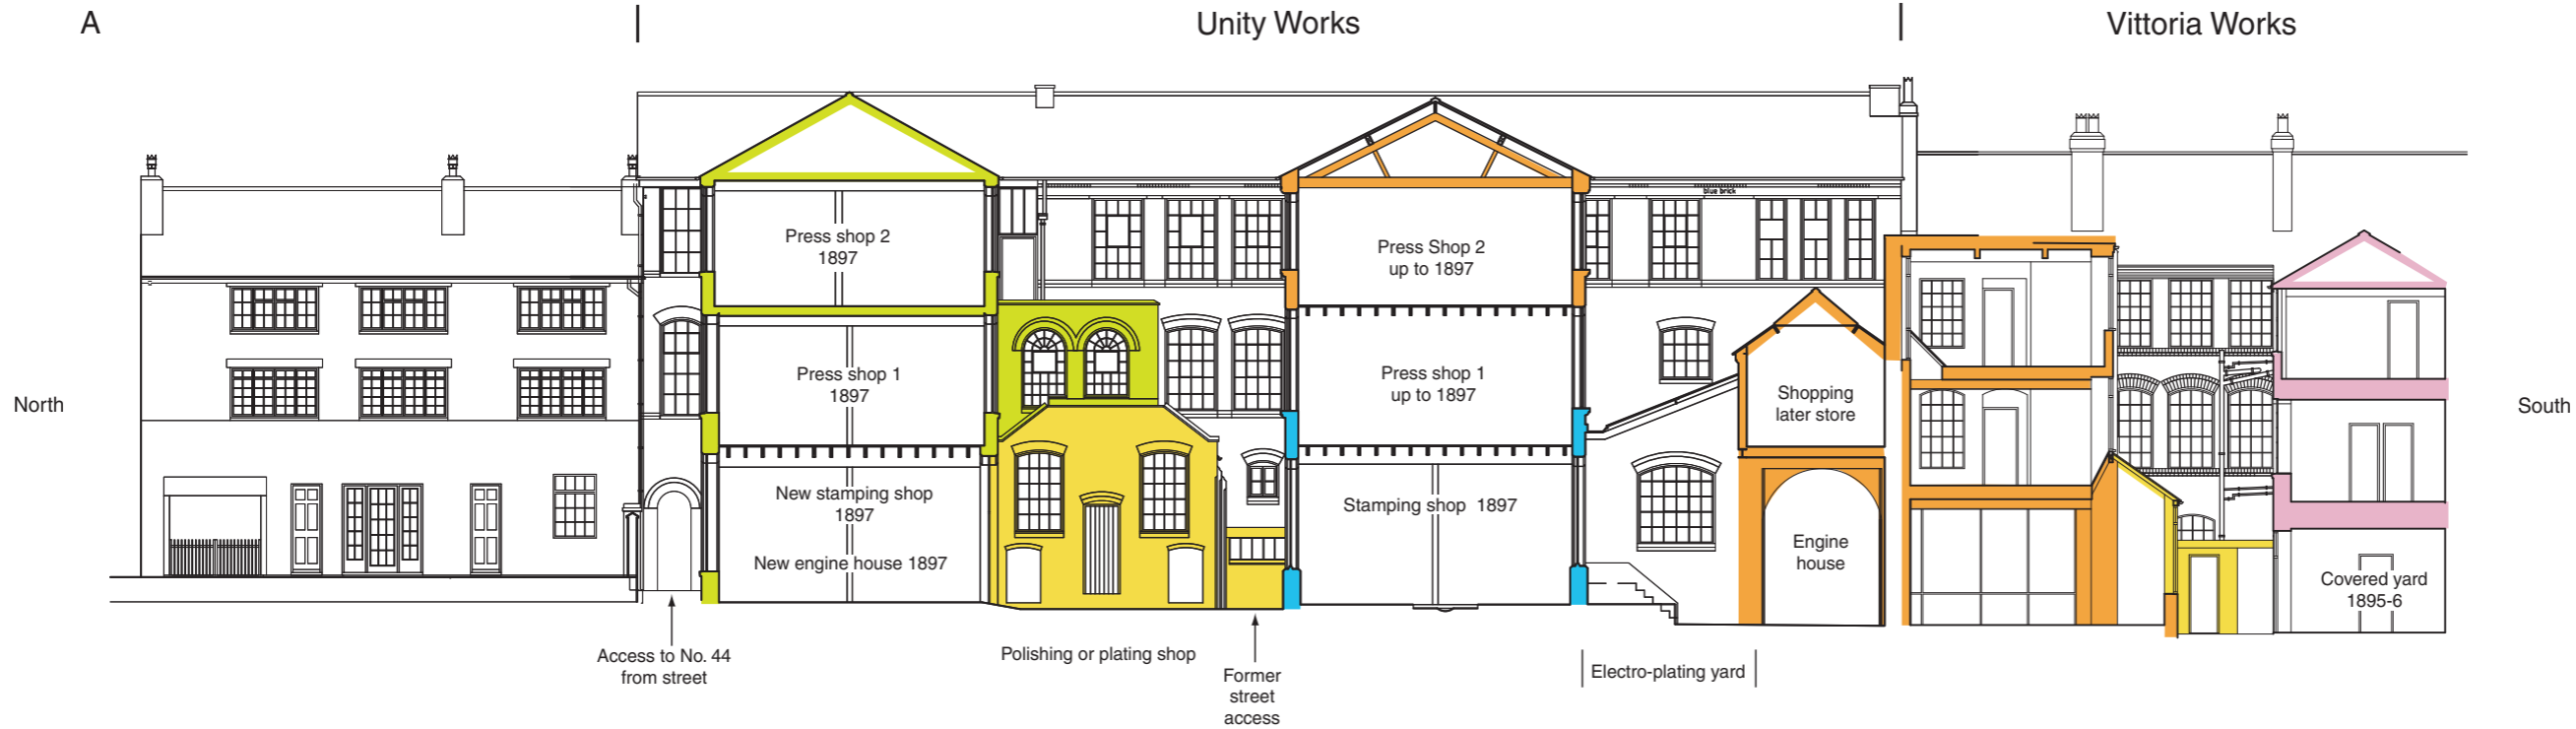 A
Unity Works
Vittoria Works
blue brick
Press shop 2
1897
Press Shop 2
up to 1897
Press shop 1
1897
Press shop 1
up to 1897
Shopping
later store
North
South
New stamping shop
1897
New engine house 1897
Stamping shop 1897
Engine
house
Covered yard
1895-6
Access to No. 44
from street
Polishing or plating shop
Former
street
access
Electro-plating yard